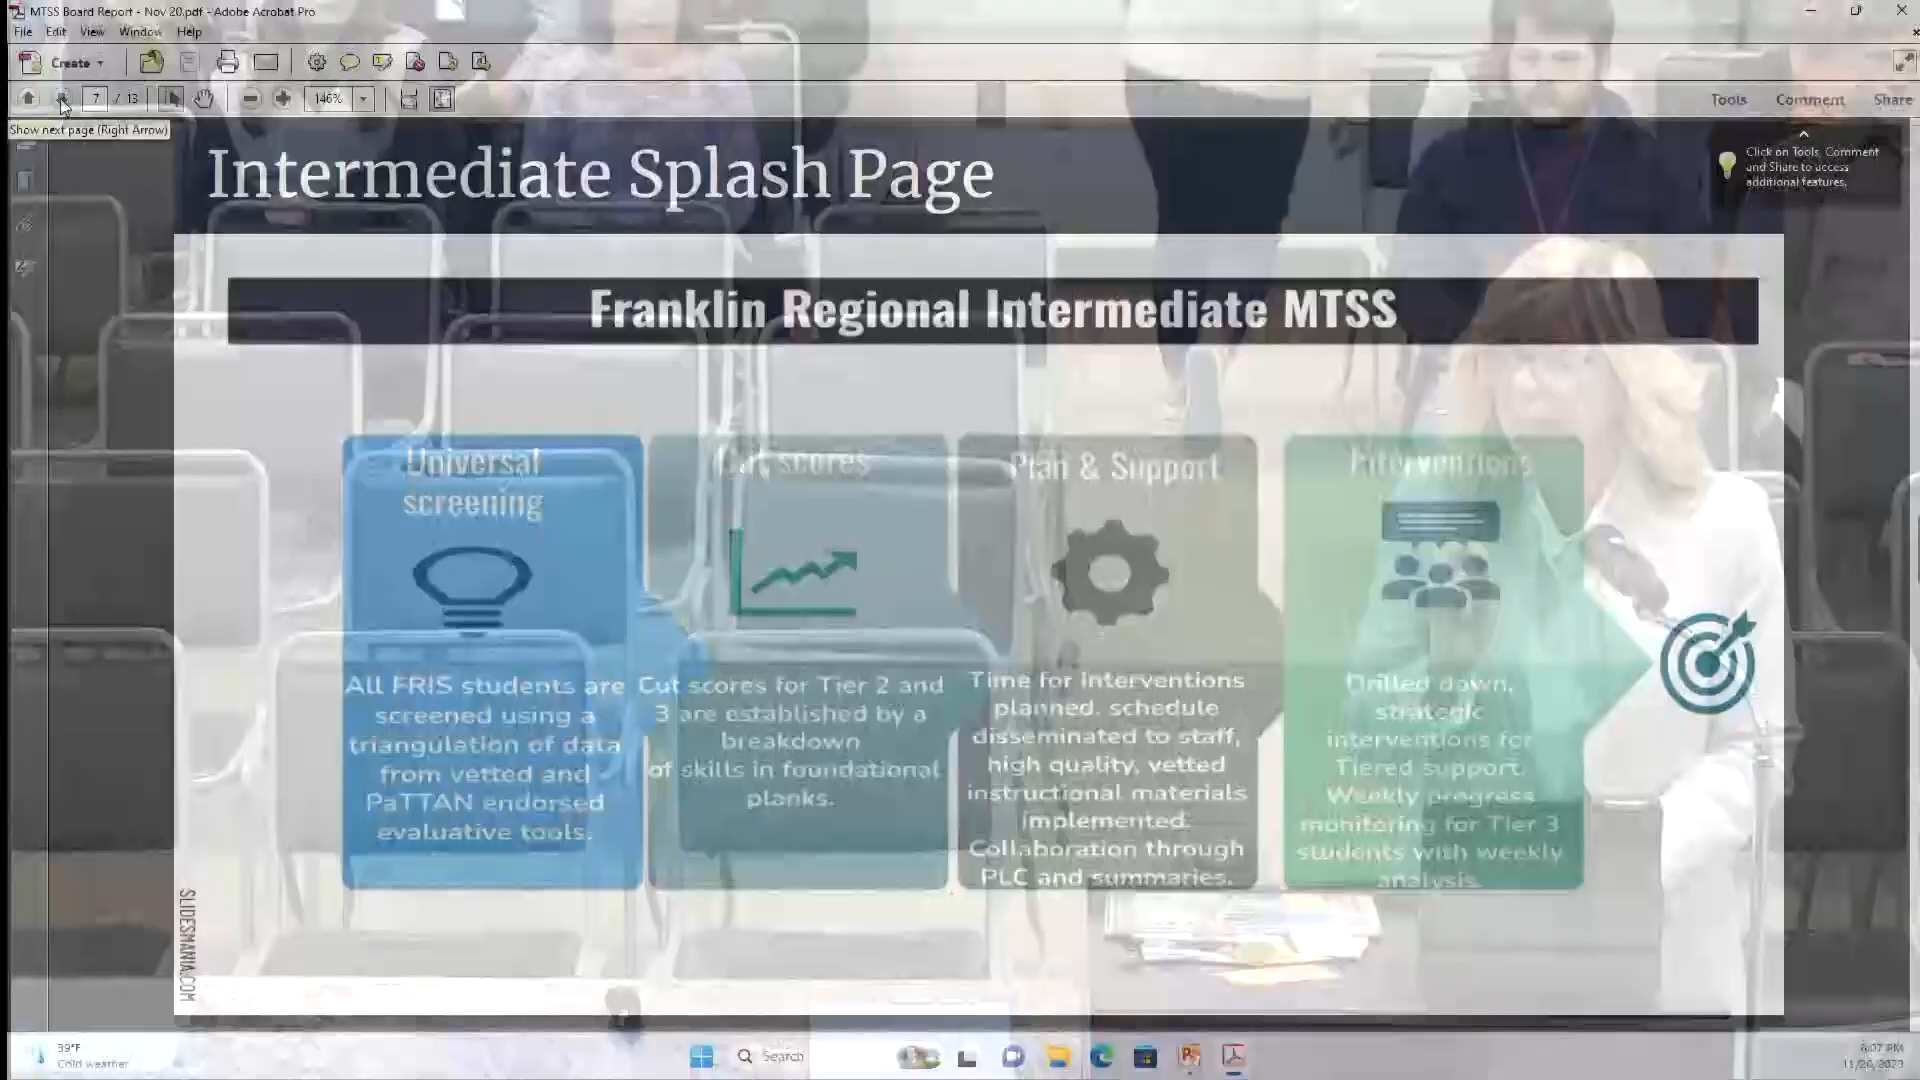 MTSS Board Report - Nov 20.pdf - Adobe Acrobat Pro
File Edit View Window Help
Create
7 / 13 146% Tools Comment Share
Show next page (Right Arrow)
Click on Tools, Comment
and Share to access
additional features.
Intermediate Splash Page
Franklin Regional Intermediate MTSS
Universal
screening
All FRIS students are
screened using a
triangulation of data
from vetted and
PaTTAN endorsed
evaluative tools.
Cut scores
Cut scores for Tier 2 and
3 are established by a
breakdown
of skills in foundational
planks.
Plan & Support
Time for interventions
planned, schedule
disseminated to staff,
high quality, vetted
instructional materials
implemented.
Collaboration through
PLC and summaries.
Interventions
Drilled down,
strategic
interventions for
Tiered support.
Weekly progress
monitoring for Tier 3
students with weekly
analysis.
SLIDESMANIA.COM
39°F
Cold weather
Search
PM